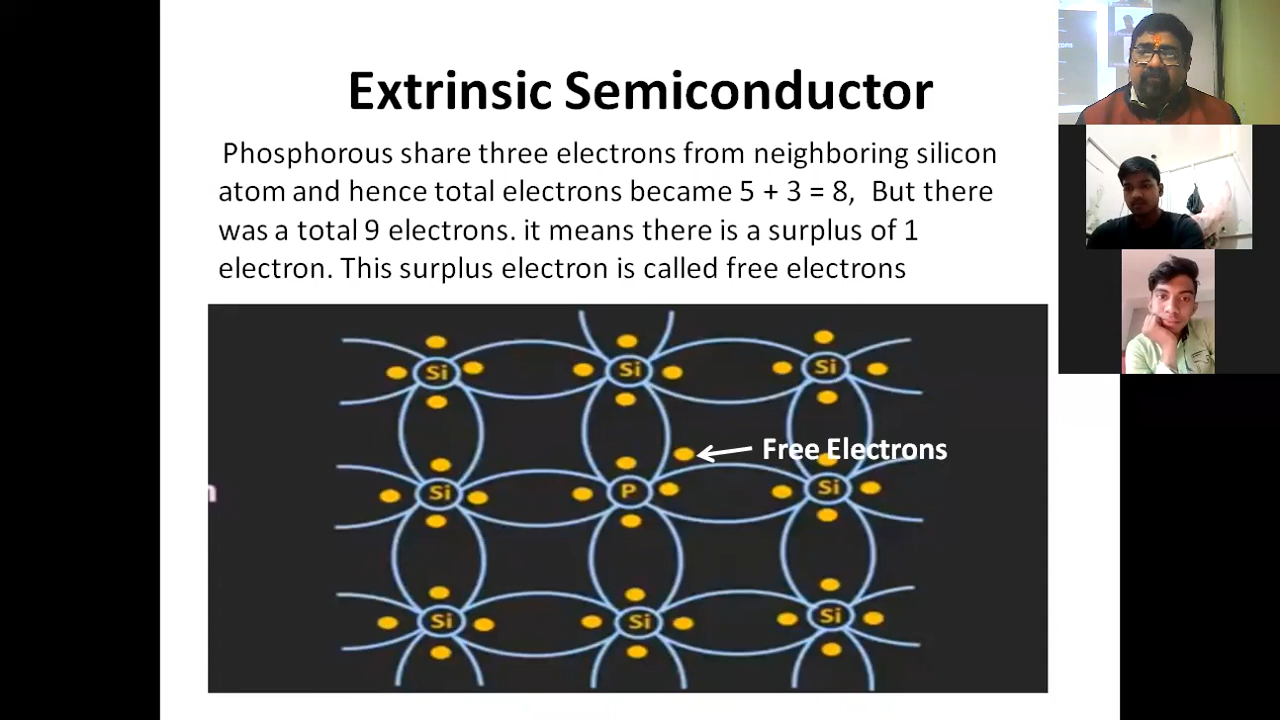 Extrinsic Semiconductor
Phosphorous share three electrons from neighboring silicon
atom and hence total electrons became 5 + 3 = 8, But there
was a total 9 electrons. it means there is a surplus of 1
electron. This surplus electron is called free electrons
Si Si Si
Free Electrons
Si P Si
n
Si Si Si